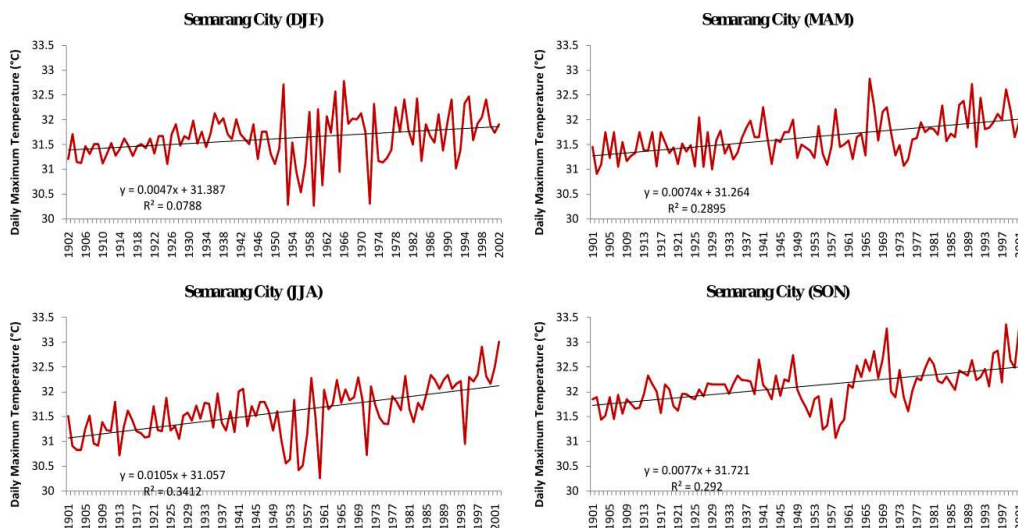 Semarang City (DJF)
Daily Maximum Temperature (°C)
33.5
33
32.5
32
31.5
31
30.5
30
y = 0.0047x + 31.387
R² = 0.0788
1902 1906 1910 1914 1918 1922 1926 1930 1934 1938 1942 1946 1950 1954 1958 1962 1966 1970 1974 1978 1982 1986 1990 1994 1998 2002
Semarang City (MAM)
Daily Maximum Temperature (°C)
33.5
33
32.5
32
31.5
31
30.5
30
y = 0.0074x + 31.264
R² = 0.2895
1901 1905 1909 1913 1917 1921 1925 1929 1933 1937 1941 1945 1949 1953 1957 1961 1965 1969 1973 1977 1981 1985 1989 1993 1997 2001
Semarang City (JJA)
Daily Maximum Temperature (°C)
33.5
33
32.5
32
31.5
31
30.5
30
y = 0.0105x + 31.057
R² = 0.3412
1901 1905 1909 1913 1917 1921 1925 1929 1933 1937 1941 1945 1949 1953 1957 1961 1965 1969 1973 1977 1981 1985 1989 1993 1997 2001
Semarang City (SON)
Daily Maximum Temperature (°C)
33.5
33
32.5
32
31.5
31
30.5
30
y = 0.0077x + 31.721
R² = 0.292
1901 1905 1909 1913 1917 1921 1925 1929 1933 1937 1941 1945 1949 1953 1957 1961 1965 1969 1973 1977 1981 1985 1989 1993 1997 2001